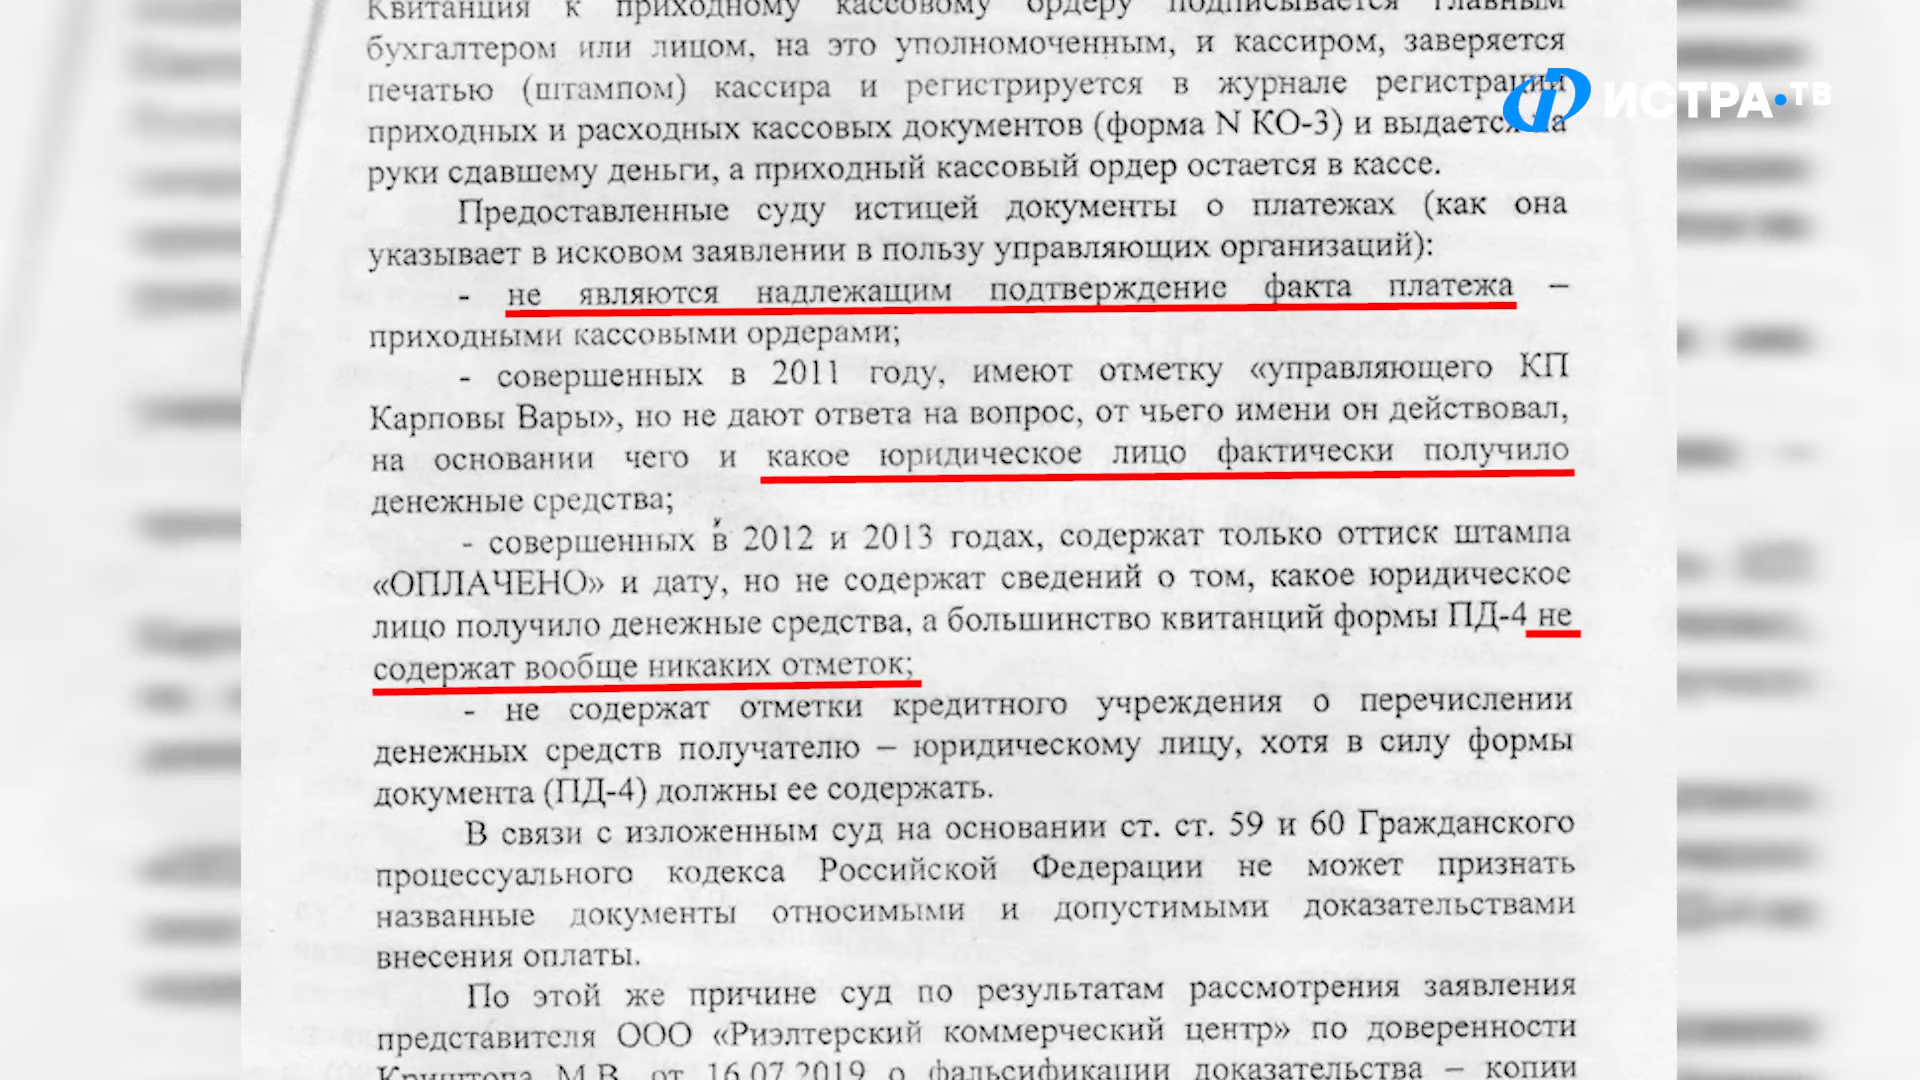 Квитанция к приходному кассовому ордеру подписывается главным
бухгалтером или лицом, на это уполномоченным, и кассиром, заверяется
печатью (штампом) кассира и регистрируется в журнале регистрации
приходных и расходных кассовых документов (форма N КО-3) и выдается на
руки сдавшему деньги, а приходный кассовый ордер остается в кассе.
Предоставленные суду истицей документы о платежах (как она
указывает в исковом заявлении в пользу управляющих организаций):
- не являются надлежащим подтверждение факта платежа –
приходными кассовыми ордерами;
- совершенных в 2011 году, имеют отметку «управляющего КП
Карповы Вары», но не дают ответа на вопрос, от чьего имени он действовал,
на основании чего и какое юридическое лицо фактически получило
денежные средства;
- совершенных в 2012 и 2013 годах, содержат только оттиск штампа
«ОПЛАЧЕНО» и дату, но не содержат сведений о том, какое юридическое
лицо получило денежные средства, а большинство квитанций формы ПД-4 не
содержат вообще никаких отметок;
- не содержат отметки кредитного учреждения о перечислении
денежных средств получателю – юридическому лицу, хотя в силу формы
документа (ПД-4) должны ее содержать.
В связи с изложенным суд на основании ст. ст. 59 и 60 Гражданского
процессуального кодекса Российской Федерации не может признать
названные документы относимыми и допустимыми доказательствами
внесения оплаты.
По этой же причине суд по результатам рассмотрения заявления
представителя ООО «Риэлтерский коммерческий центр» по доверенности
Криштопа М.В. от 16.07.2019 о фальсификации доказательства – копии
ИСТРА.ТВ